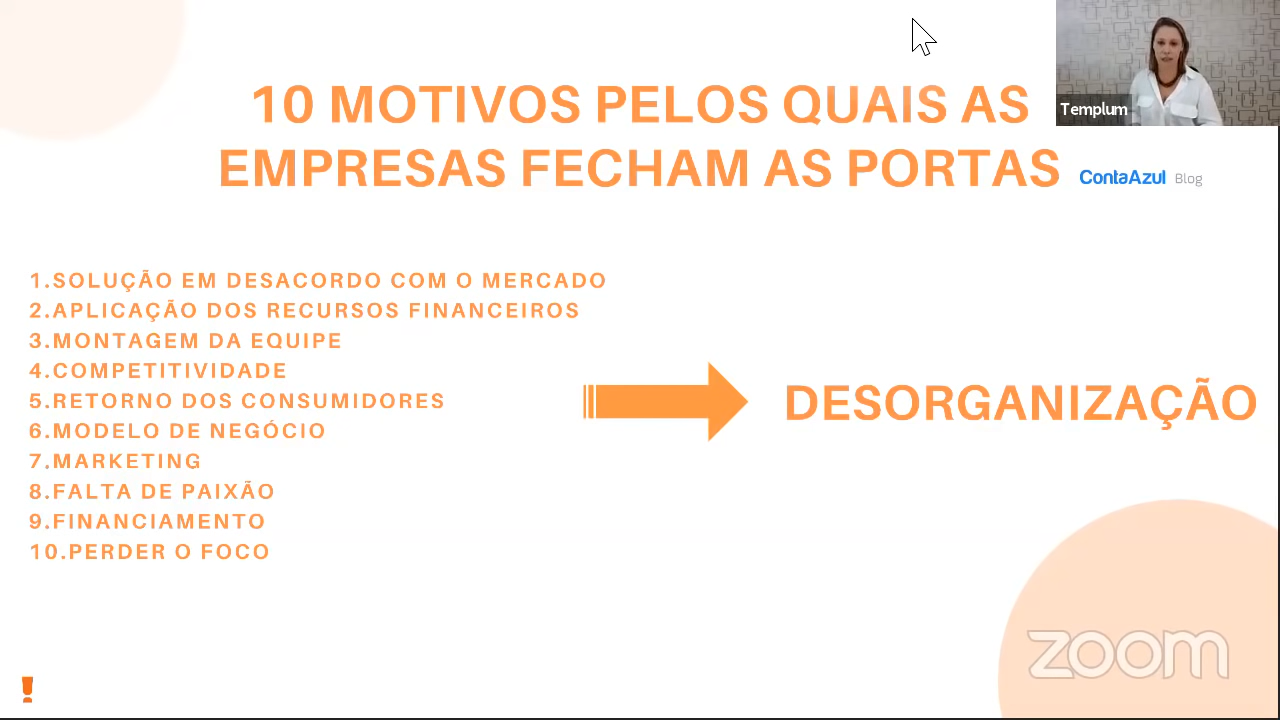 10 MOTIVOS PELOS QUAIS AS
EMPRESAS FECHAM AS PORTAS
Templum
ContaAzul Blog
1.SOLUÇÃO EM DESACORDO COM O MERCADO
2.APLICAÇÃO DOS RECURSOS FINANCEIROS
3.MONTAGEM DA EQUIPE
4.COMPETITIVIDADE
5.RETORNO DOS CONSUMIDORES
6.MODELO DE NEGÓCIO
7.MARKETING
8.FALTA DE PAIXÃO
9.FINANCIAMENTO
10.PERDER O FOCO
DESORGANIZAÇÃO
!
zoom